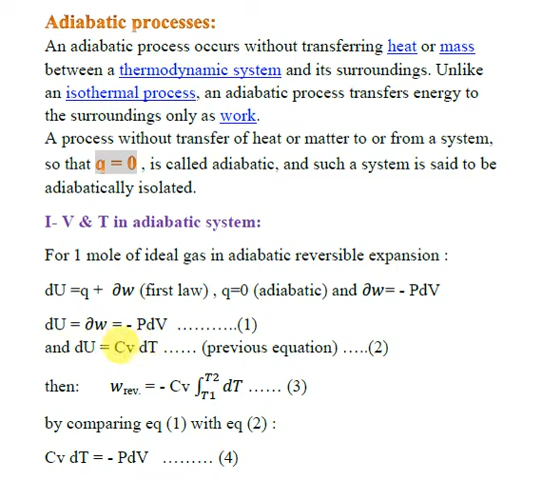 Adiabatic processes:
An adiabatic process occurs without transferring heat or mass
between a thermodynamic system and its surroundings. Unlike
an isothermal process, an adiabatic process transfers energy to
the surroundings only as work.
A process without transfer of heat or matter to or from a system,
so that q = 0 , is called adiabatic, and such a system is said to be
adiabatically isolated.
I- V & T in adiabatic system:
For 1 mole of ideal gas in adiabatic reversible expansion :
dU =q + ∂w (first law) , q=0 (adiabatic) and ∂w= - PdV
dU = ∂w = - PdV ………..(1)
and dU = Cv dT …… (previous equation) …..(2)
then: w_rev. = - Cv ∫_{T1}^{T2} dT …… (3)
by comparing eq (1) with eq (2) :
Cv dT = - PdV ……… (4)